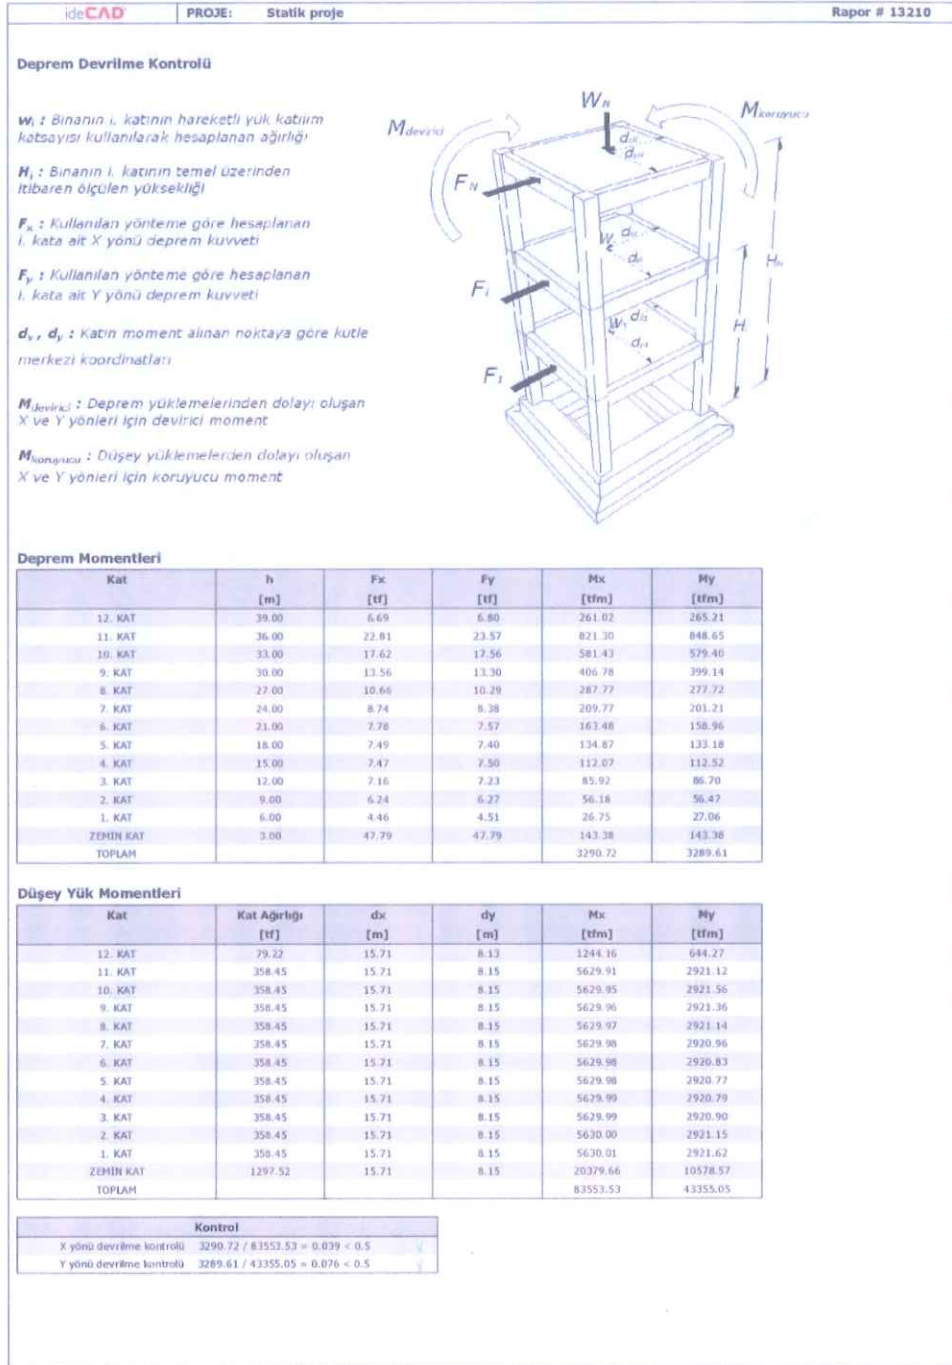 ideCAD PROJE: Statik proje Rapor # 13210
Deprem Devrilme Kontrolü
Wi : Binanın i. katının hareketli yük katılım
katsayısı kullanılarak hesaplanan ağırlığı
Hi : Binanın i. katının temel üzerinden
itibaren ölçülen yüksekliği
Fx : Kullanılan yönteme göre hesaplanan
i. kata ait X yönü deprem kuvveti
Fy : Kullanılan yönteme göre hesaplanan
i. kata ait Y yönü deprem kuvveti
dx, dy : Katın moment alınan noktaya göre kütle
merkezi koordinatları
Mdevirici : Deprem yüklemelerinden dolayı oluşan
X ve Y yönleri için devirici moment
Mkoruyucu : Düşey yüklemelerden dolayı oluşan
X ve Y yönleri için koruyucu moment
WN
Mdevirici
Mkoruyucu
FN
Fi
Hi
F1
Deprem Momentleri
Kat h Fx Fy Mx My
[m] [tf] [tf] [tfm] [tfm]
12. KAT 39.00 6.69 6.80 261.02 265.21
11. KAT 36.00 22.81 23.57 821.30 848.65
10. KAT 33.00 17.62 17.56 581.43 579.40
9. KAT 30.00 13.56 13.30 406.78 399.14
8. KAT 27.00 10.66 10.29 287.77 277.72
7. KAT 24.00 8.74 8.38 209.77 201.21
6. KAT 21.00 7.78 7.57 163.48 158.96
5. KAT 18.00 7.49 7.40 134.87 133.18
4. KAT 15.00 7.47 7.50 112.07 112.52
3. KAT 12.00 7.16 7.23 85.92 86.70
2. KAT 9.00 6.24 6.27 56.18 56.47
1. KAT 6.00 4.46 4.51 26.75 27.06
ZEMİN KAT 3.00 47.79 47.79 143.38 143.38
TOPLAM 3290.72 3289.61
Düşey Yük Momentleri
Kat Kat Ağırlığı dx dy Mx My
[tf] [m] [m] [tfm] [tfm]
12. KAT 79.22 15.71 8.13 1244.16 644.27
11. KAT 358.45 15.71 8.15 5629.91 2921.12
10. KAT 358.45 15.71 8.15 5629.95 2921.56
9. KAT 358.45 15.71 8.15 5629.96 2921.36
8. KAT 358.45 15.71 8.15 5629.97 2921.14
7. KAT 358.45 15.71 8.15 5629.98 2920.96
6. KAT 358.45 15.71 8.15 5629.98 2920.83
5. KAT 358.45 15.71 8.15 5629.98 2920.77
4. KAT 358.45 15.71 8.15 5629.99 2920.79
3. KAT 358.45 15.71 8.15 5629.99 2920.90
2. KAT 358.45 15.71 8.15 5630.00 2921.15
1. KAT 358.45 15.71 8.15 5630.01 2921.62
ZEMİN KAT 1297.52 15.71 8.15 20379.66 10578.57
TOPLAM 83553.53 43355.05
Kontrol
X yönü devrilme kontrolü 3290.72 / 83553.53 = 0.039 < 0.5
Y yönü devrilme kontrolü 3289.61 / 43355.05 = 0.076 < 0.5